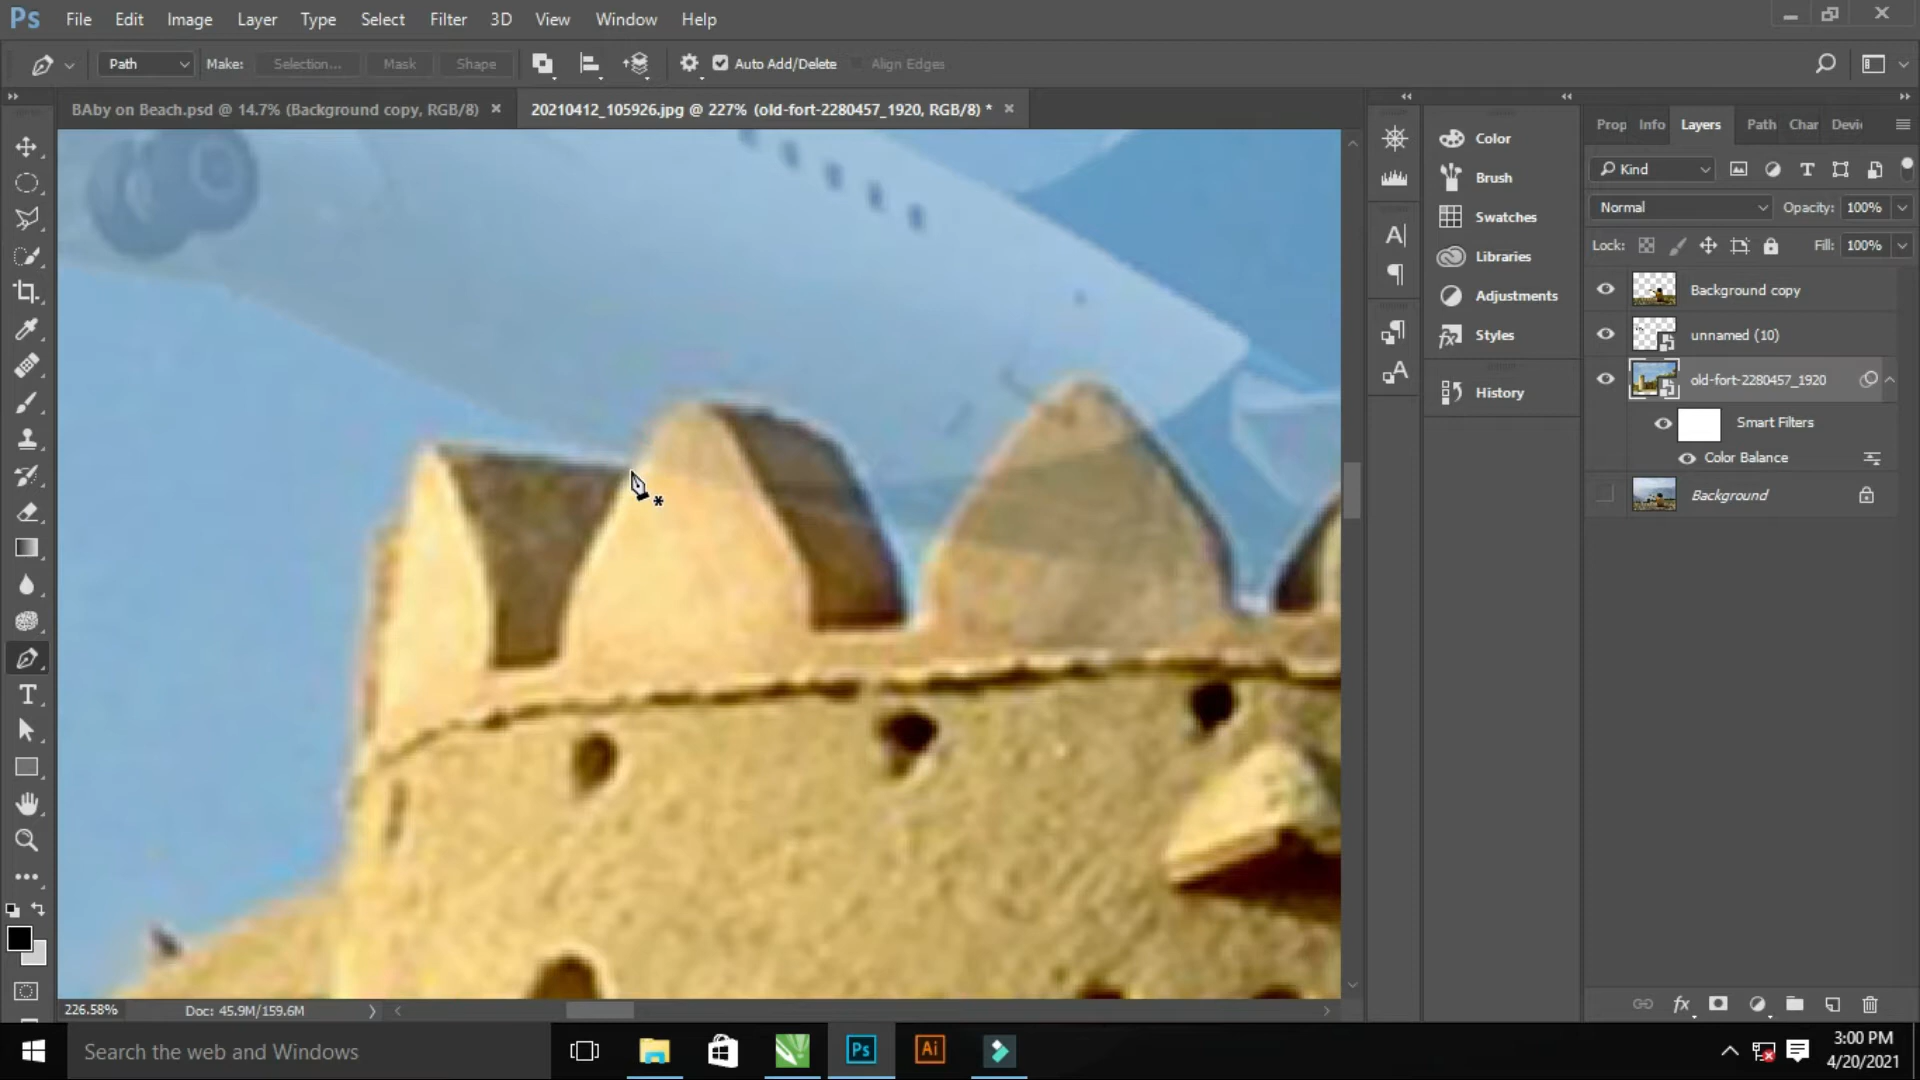 Ps File Edit Image Layer Type Select Filter 3D View Window Help
Path Make: Selection... Mask Shape Auto Add/Delete Align Edges
BAby on Beach.psd @ 14.7% (Background copy, RGB/8) × 20210412_105926.jpg @ 227% (old-fort-2280457_1920, RGB/8) * ×
Prop Info Layers Path Char Devi
Color
Brush
Swatches
Libraries
Adjustments
Styles
History
Kind
Normal Opacity: 100%
Lock: Fill: 100%
Background copy
unnamed (10)
old-fort-2280457_1920
Smart Filters
Color Balance
Background
226.58% Doc: 45.9M/159.6M
Search the web and Windows
Ps
Ai
3:00 PM
4/20/2021